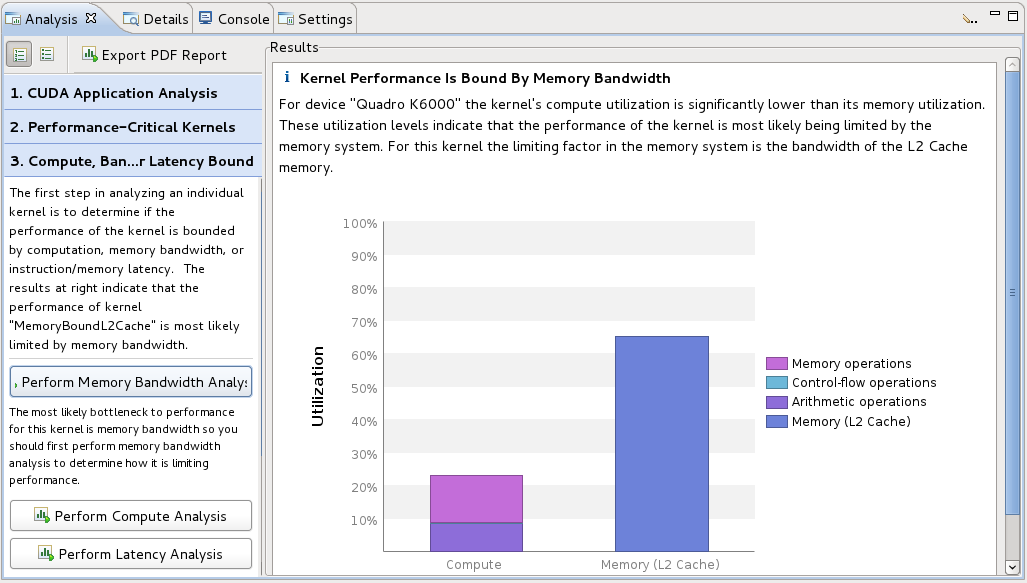 Analysis
Details
Console
Settings
Export PDF Report
1. CUDA Application Analysis
2. Performance-Critical Kernels
3. Compute, Ban...r Latency Bound
The first step in analyzing an individual
kernel is to determine if the
performance of the kernel is bounded
by computation, memory bandwidth, or
instruction/memory latency. The
results at right indicate that the
performance of kernel
"MemoryBoundL2Cache" is most likely
limited by memory bandwidth.
Perform Memory Bandwidth Analys
The most likely bottleneck to performance
for this kernel is memory bandwidth so you
should first perform memory bandwidth
analysis to determine how it is limiting
performance.
Perform Compute Analysis
Perform Latency Analysis
Results
i Kernel Performance Is Bound By Memory Bandwidth
For device "Quadro K6000" the kernel's compute utilization is significantly lower than its memory utilization.
These utilization levels indicate that the performance of the kernel is most likely being limited by the
memory system. For this kernel the limiting factor in the memory system is the bandwidth of the L2 Cache
memory.
Utilization
100%
90%
80%
70%
60%
50%
40%
30%
20%
10%
Compute
Memory (L2 Cache)
Memory operations
Control-flow operations
Arithmetic operations
Memory (L2 Cache)